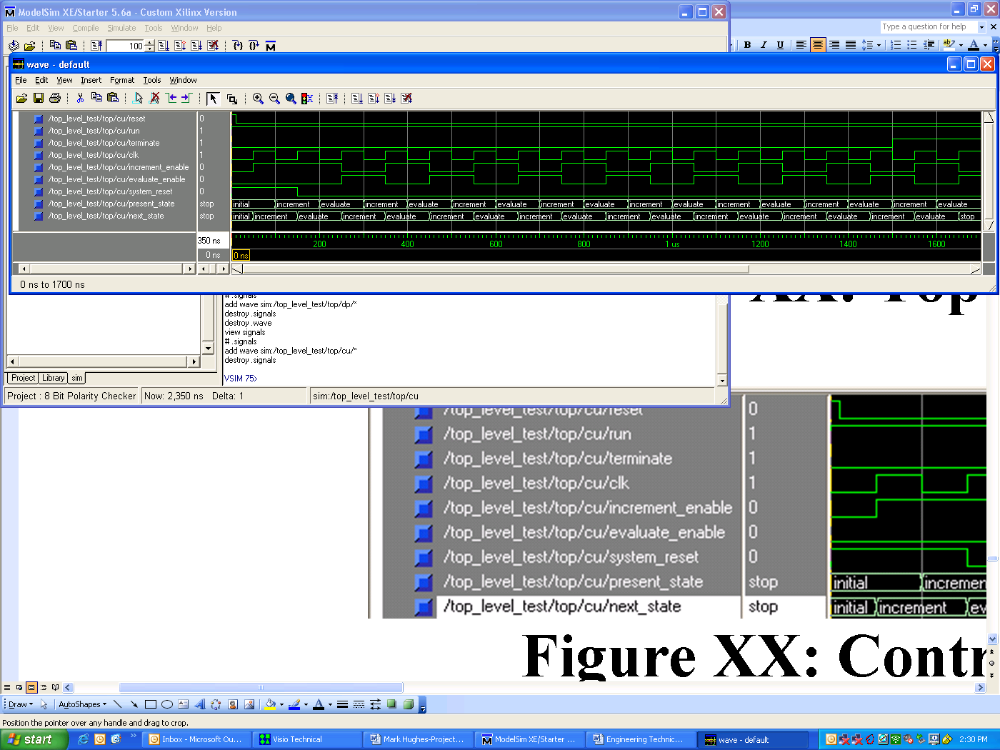 ModelSim XE/Starter 5.6a - Custom Xilinx Version
File Edit View Compile Simulate Tools Window Help
Type a question for help
100
B I U
wave - default
File Edit View Insert Format Tools Window
/top_level_test/top/cu/reset 0
/top_level_test/top/cu/run 1
/top_level_test/top/cu/terminate 1
/top_level_test/top/cu/clk 1
/top_level_test/top/cu/increment_enable 0
/top_level_test/top/cu/evaluate_enable 0
/top_level_test/top/cu/system_reset 0
/top_level_test/top/cu/present_state stop initial increment evaluate increment evaluate increment evaluate increment evaluate increment evaluate increment evaluate increment evaluate increment evaluate increment evaluate
/top_level_test/top/cu/next_state stop initial increment evaluate increment evaluate increment evaluate increment evaluate increment evaluate increment evaluate increment evaluate increment evaluate stop
350 ns 200 400 600 800 1 us 1200 1400 1600
0 ns 0 ns
0 ns to 1700 ns
XX: Top
# .signals
add wave sim:/top_level_test/top/dp/*
destroy .signals
destroy .wave
view signals
# .signals
add wave sim:/top_level_test/top/cu/*
destroy .signals
VSIM 75>
Project Library sim
Project : 8 Bit Polarity Checker Now: 2,350 ns Delta: 1 sim:/top_level_test/top/cu
/top_level_test/top/cu/reset 0
/top_level_test/top/cu/run 1
/top_level_test/top/cu/terminate 1
/top_level_test/top/cu/clk 1
/top_level_test/top/cu/increment_enable 0
/top_level_test/top/cu/evaluate_enable 0
/top_level_test/top/cu/system_reset 0
/top_level_test/top/cu/present_state stop initial incremen
/top_level_test/top/cu/next_state stop initial increment ev
Figure XX: Contr
Draw AutoShapes
Position the pointer over any handle and drag to crop.
start Inbox - Microsoft Ou... Visio Technical Mark Hughes-Project... ModelSim XE/Starter ... Engineering Technic... wave - default 2:30 PM